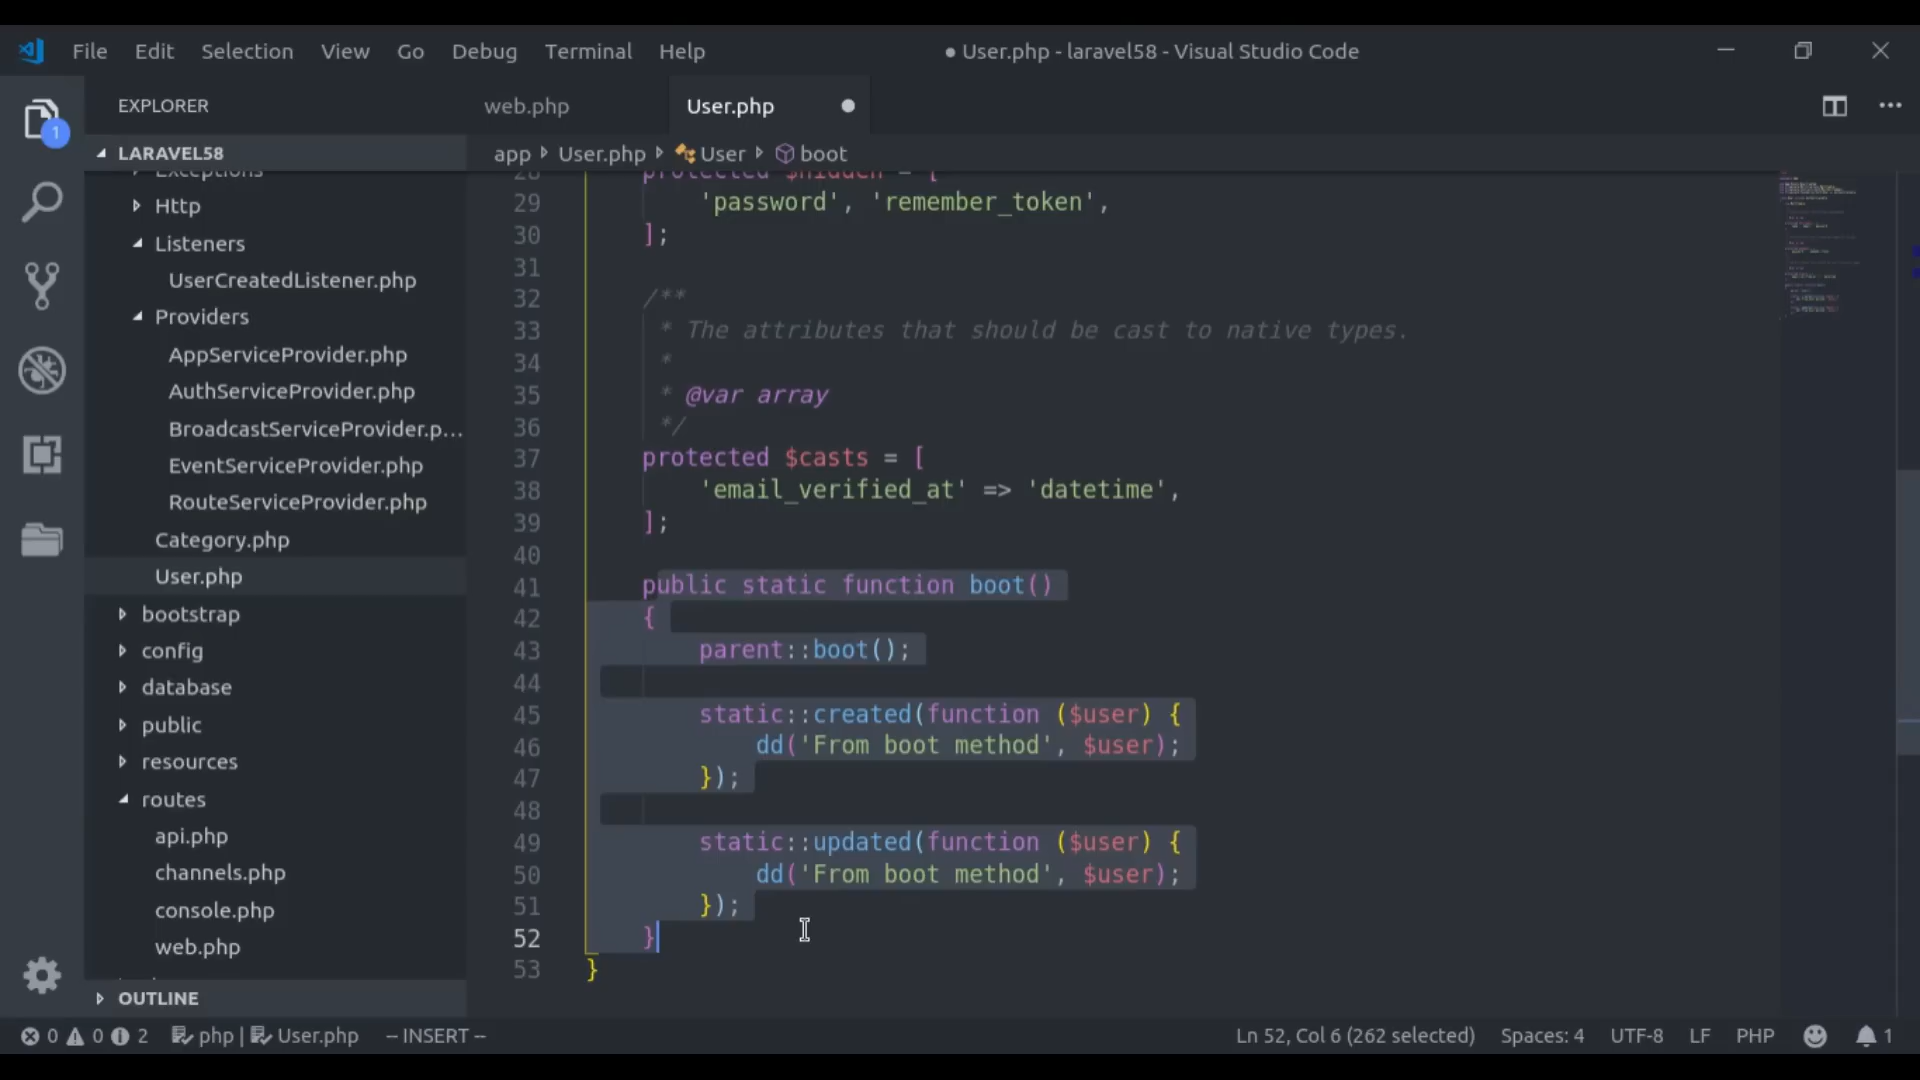 File Edit Selection View Go Debug Terminal Help ● User.php - laravel58 - Visual Studio Code
EXPLORER
web.php User.php
1
LARAVEL58
app User.php User boot
Exceptions
Http
Listeners
UserCreatedListener.php
Providers
AppServiceProvider.php
AuthServiceProvider.php
BroadcastServiceProvider.p...
EventServiceProvider.php
RouteServiceProvider.php
Category.php
User.php
bootstrap
config
database
public
resources
routes
api.php
channels.php
console.php
web.php
OUTLINE
28 protected $hidden = [
29 'password', 'remember_token',
30 ];
31
32 /**
33 * The attributes that should be cast to native types.
34 *
35 * @var array
36 */
37 protected $casts = [
38 'email_verified_at' => 'datetime',
39 ];
40
41 public static function boot()
42 {
43 parent::boot();
44
45 static::created(function ($user) {
46 dd('From boot method', $user);
47 });
48
49 static::updated(function ($user) {
50 dd('From boot method', $user);
51 });
52 }
53 }
0 0 2 php | User.php -- INSERT -- Ln 52, Col 6 (262 selected) Spaces: 4 UTF-8 LF PHP 1